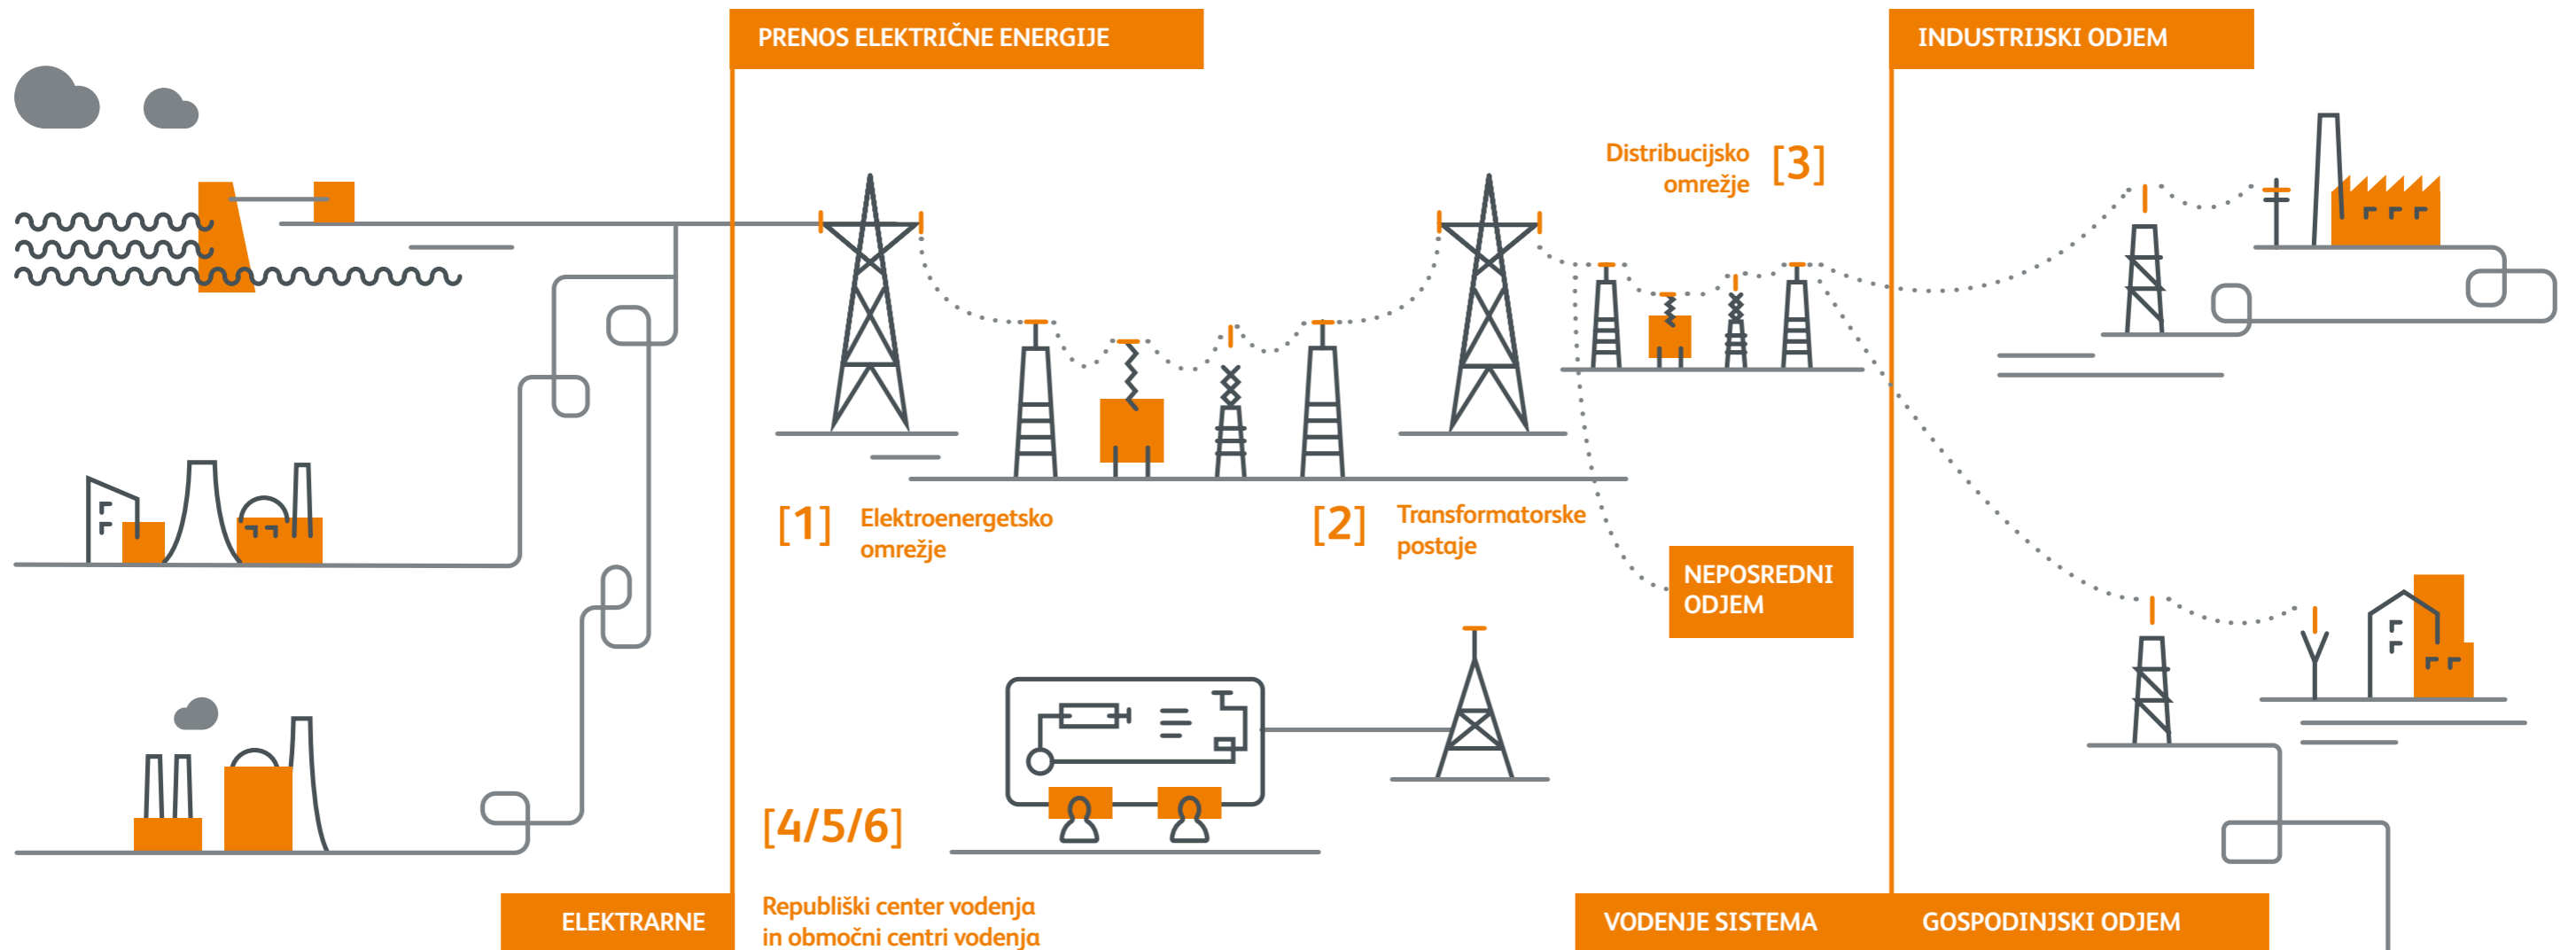 PRENOS ELEKTRIČNE ENERGIJE
INDUSTRIJSKI ODJEM
Distribucijsko
omrežje
[3]
[1]
Elektroenergetsko
omrežje
[2]
Transformatorske
postaje
NEPOSREDNI
ODJEM
[4/5/6]
Republiški center vodenja
in območni centri vodenja
ELEKTRARNE
VODENJE SISTEMA
GOSPODINJSKI ODJEM